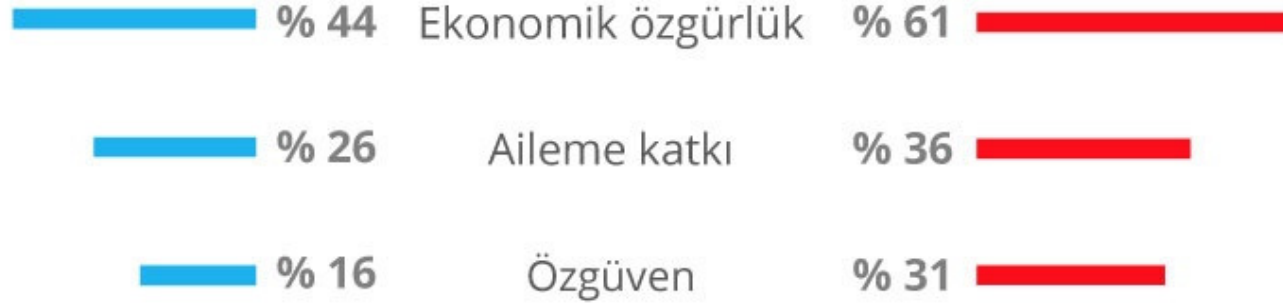 % 44 Ekonomik özgürlük % 61
% 26 Aileme katkı % 36
% 16 Özgüven % 31